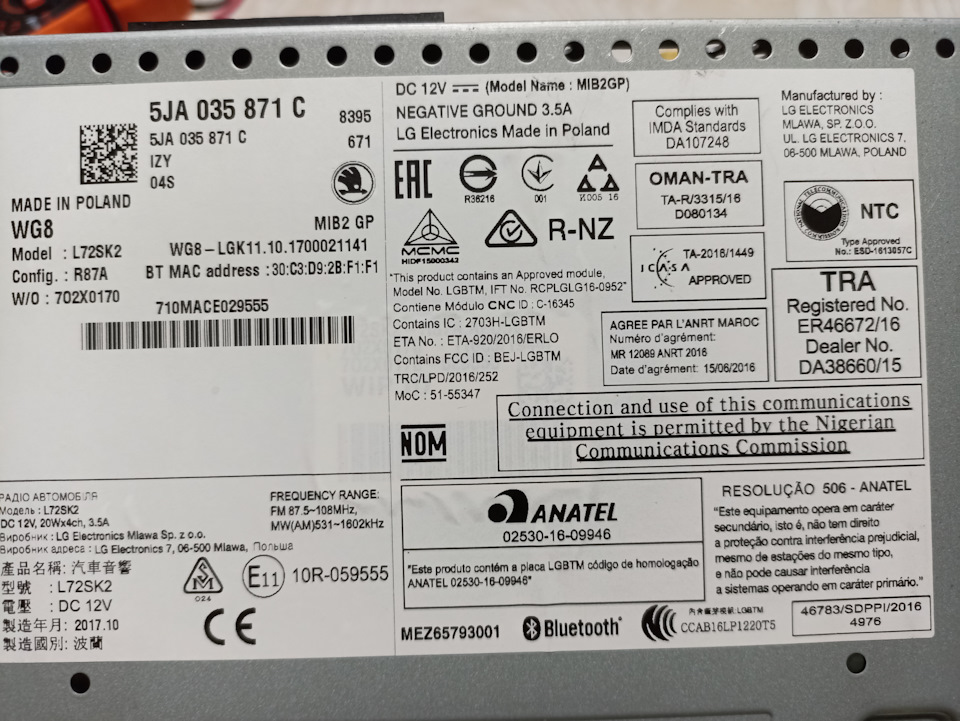 5JA 035 871 C
8395
5JA 035 871 C
671
IZY
04S
MADE IN POLAND
WG8
MIB2 GP
Model : L72SK2
WG8-LGK11.10.1700021141
Config. : R87A
BT MAC address : 30:C3:D9:2B:F1:F1
W/O : 702X0170
710MACE029555
DC 12V (Model Name : MIB2GP)
NEGATIVE GROUND 3.5A
LG Electronics Made in Poland
EAC
R36216
001
И005 16
MCMC
HIDF15000342
R-NZ
"This product contains an Approved module,
Model No. LGBTM, IFT No. RCPLGLG16-0952"
Contiene Módulo CNC ID : C-16345
Contains IC : 2703H-LGBTM
ETA No. : ETA-920/2016/ERLO
Contains FCC ID : BEJ-LGBTM
TRC/LPD/2016/252
MoC : 51-55347
NOM
Complies with
IMDA Standards
DA107248
OMAN-TRA
TA-R/3315/16
D080134
ICASA
TA-2016/1449
APPROVED
AGREE PAR L'ANRT MAROC
Numéro d'agrément:
MR 12089 ANRT 2016
Date d'agrément: 15/06/2016
Manufactured by :
LG ELECTRONICS
MLAWA, SP. Z.O.O.
UL. LG ELECTRONICS 7,
06-500 MLAWA, POLAND
NTC
Type Approved
No.: ESD-1613057C
TRA
Registered No.
ER46672/16
Dealer No.
DA38660/15
Connection and use of this communications
equipment is permitted by the Nigerian
Communications Commission
РАДІО АВТОМОБІЛЯ
Модель : L72SK2
DC 12V, 20Wx4ch, 3.5A
Виробник : LG Electronics Mlawa Sp. z o.o.
Виробник адреса : LG Electronics 7, 06-500 Mlawa, Польша
FREQUENCY RANGE:
FM 87.5~108MHz,
MW(AM)531~1602kHz
產品名稱: 汽車音響
型號 : L72SK2
電壓 : DC 12V
製造年月: 2017.10
製造國別: 波蘭
024
E11 10R-059555
CE
ANATEL
02530-16-09946
"Este produto contém a placa LGBTM código de homologação
ANATEL 02530-16-09946"
RESOLUÇÃO 506 - ANATEL
"Este equipamento opera em caráter
secundário, isto é, não tem direito
a proteção contra interferência prejudicial,
mesmo de estações do mesmo tipo,
e não pode causar interferência
a sistemas operando em caráter primário."
MEZ65793001
Bluetooth
LGBTM
CCAB16LP1220T5
46783/SDPPI/2016
4976